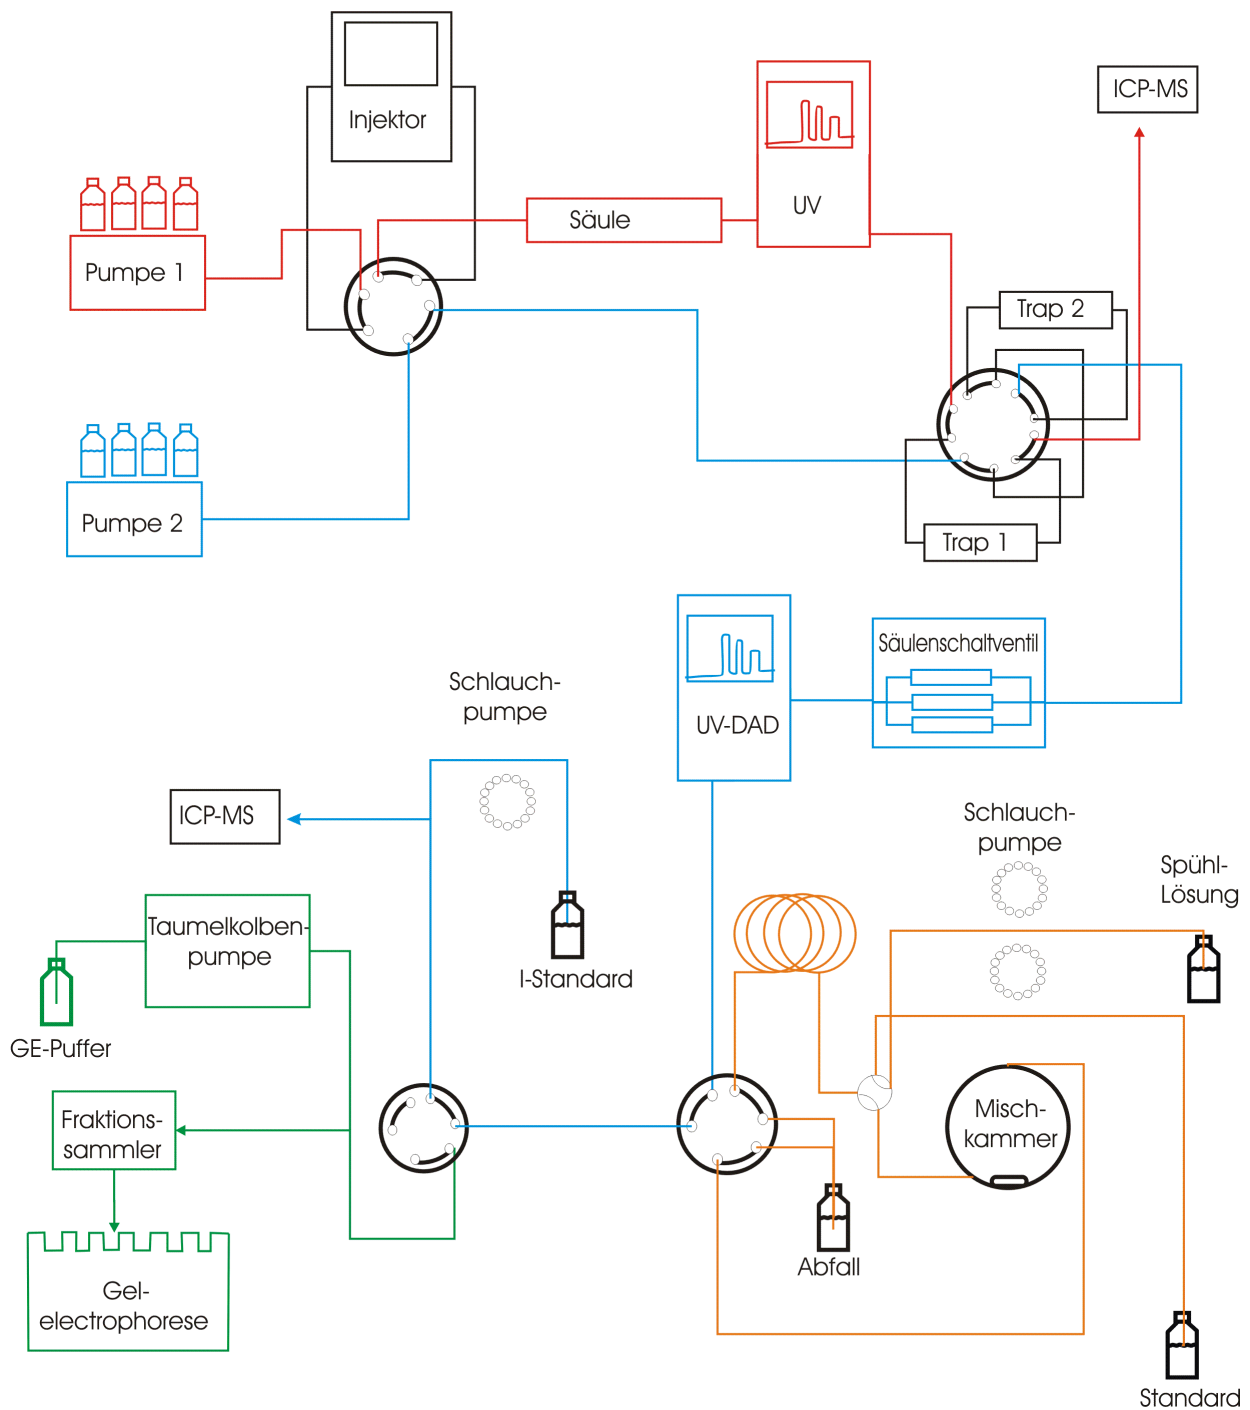 Injektor
ICP-MS
UV
Säule
Pumpe 1
Trap 2
Pumpe 2
Trap 1
Säulenschaltventil
UV-DAD
Schlauch-
pumpe
ICP-MS
Schlauch-
pumpe
Spühl-
Lösung
Taumelkolben-
pumpe
I-Standard
GE-Puffer
Fraktions-
sammler
Misch-
kammer
Abfall
Gel-
electrophorese
Standard